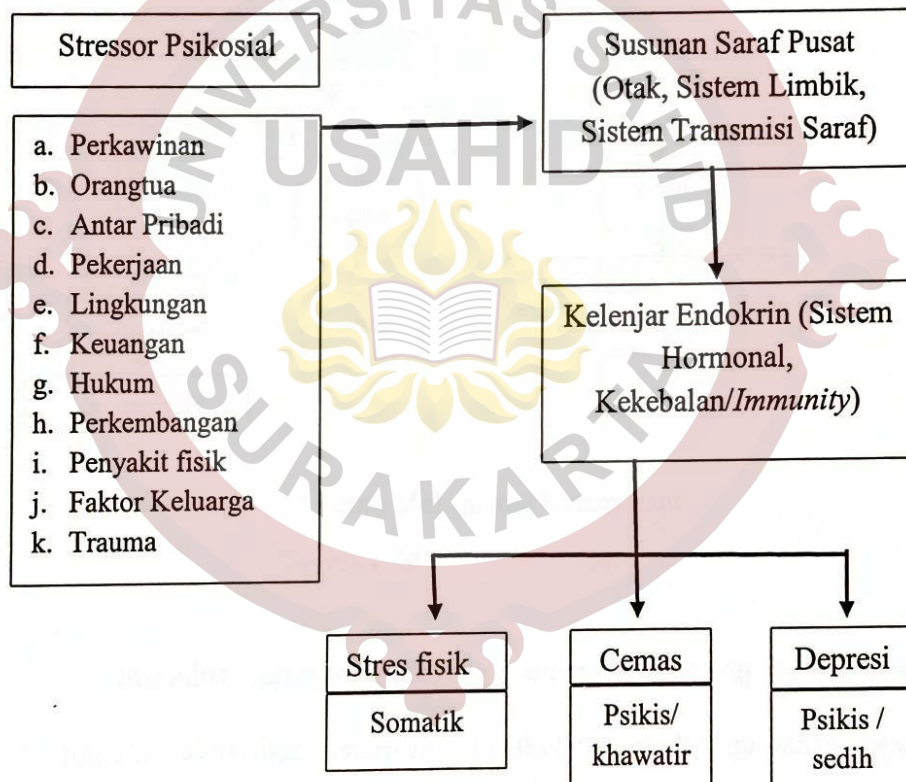 Stressor Psikosial
a. Perkawinan
b. Orangtua
c. Antar Pribadi
d. Pekerjaan
e. Lingkungan
f. Keuangan
g. Hukum
h. Perkembangan
i. Penyakit fisik
j. Faktor Keluarga
k. Trauma
Susunan Saraf Pusat
(Otak, Sistem Limbik,
Sistem Transmisi Saraf)
Kelenjar Endokrin (Sistem
Hormonal,
Kekebalan/Immunity)
Stres fisik
Somatik
Cemas
Psikis/
khawatir
Depresi
Psikis /
sedih
UNIVERSITAS SAHID
USAHID
SURAKARTA